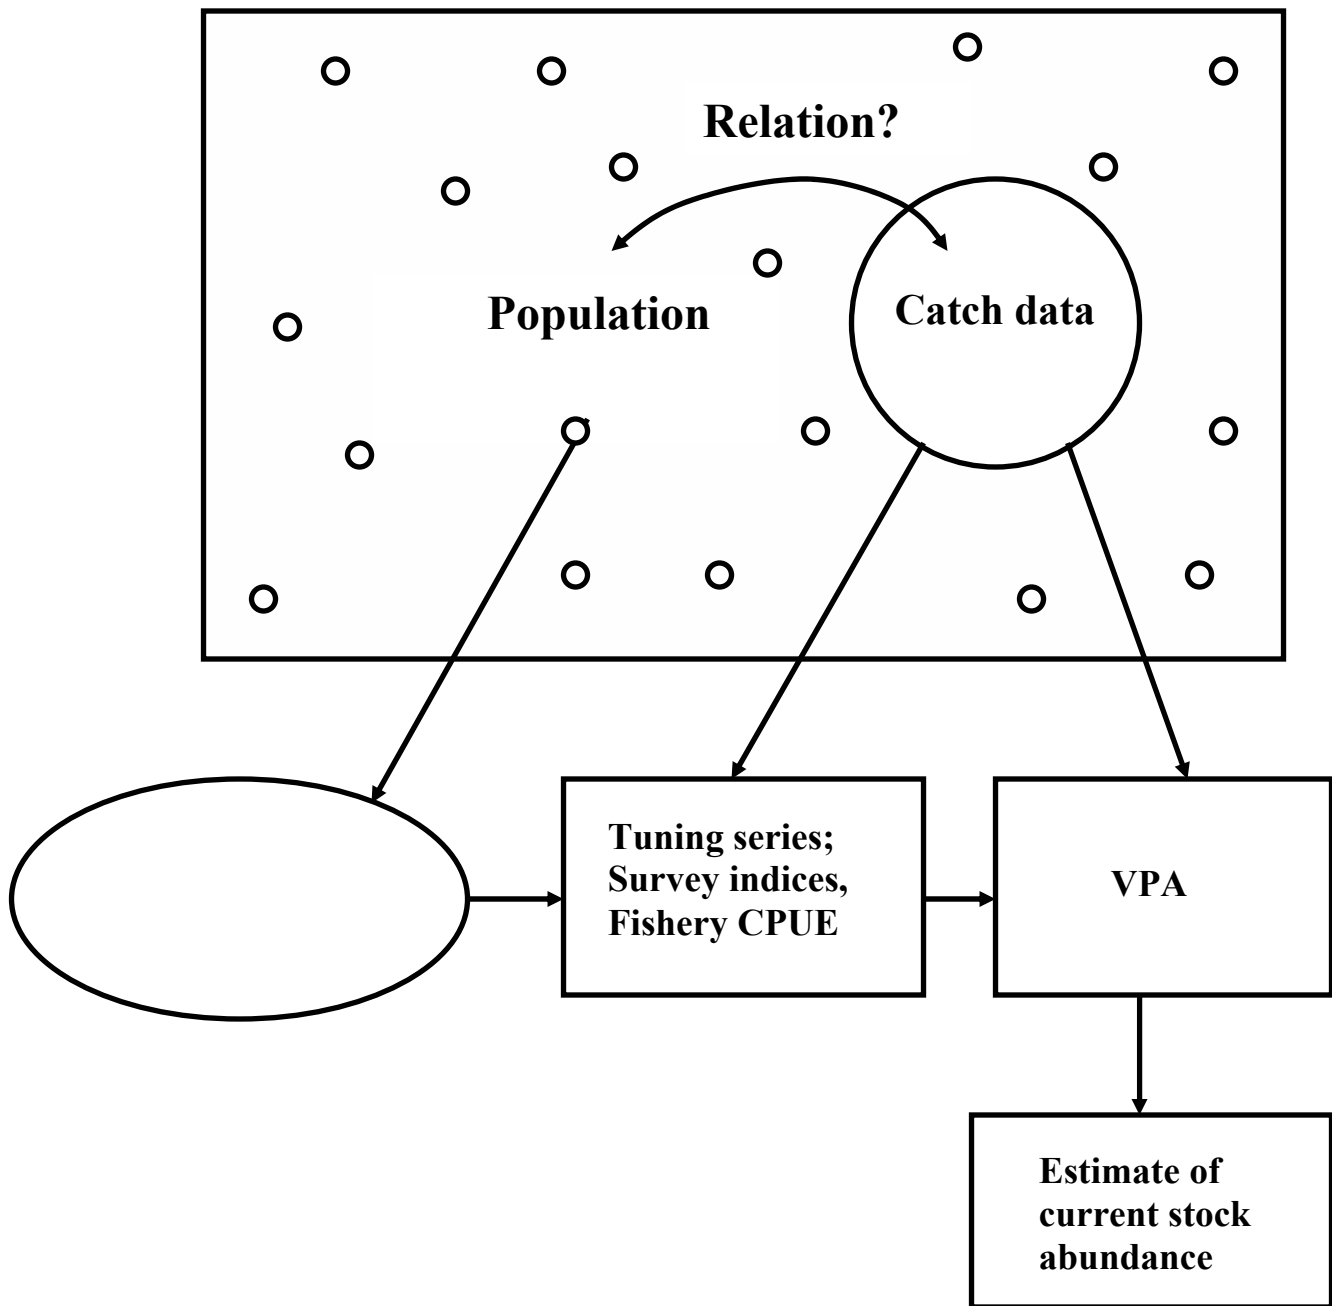 Relation?
Population
Catch data
Tuning series;
Survey indices,
Fishery CPUE
VPA
Estimate of
current stock
abundance